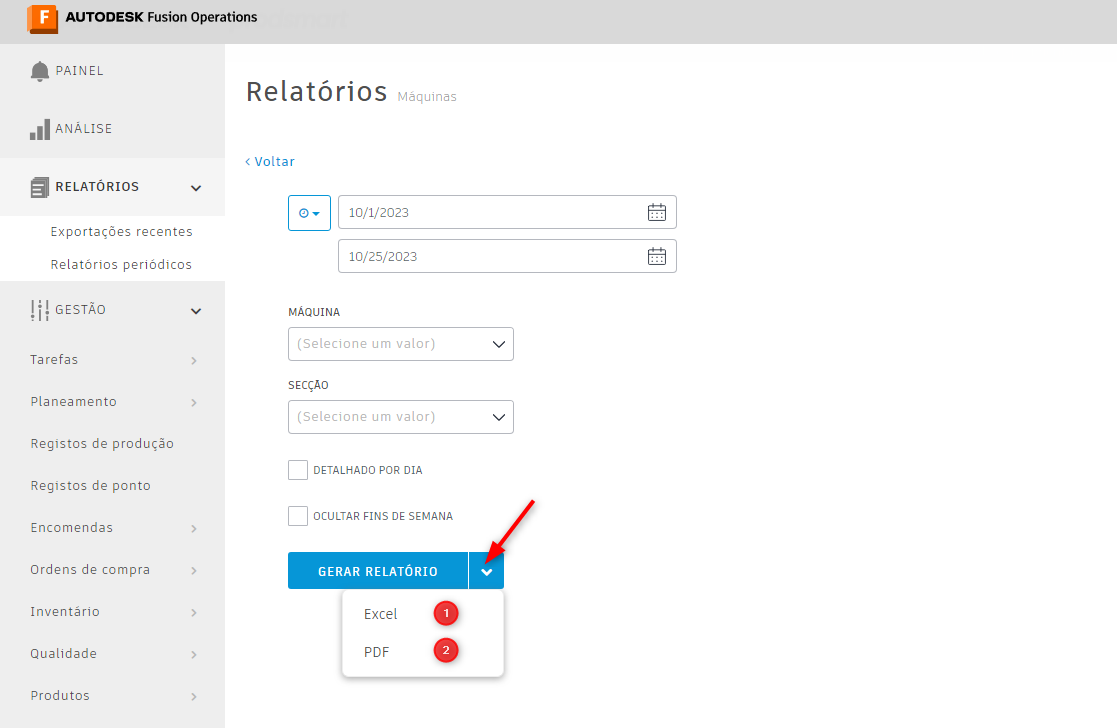 AUTODESK Fusion Operations
PAINEL
ANÁLISE
RELATÓRIOS
Exportações recentes
Relatórios periódicos
GESTÃO
Tarefas
Planeamento
Registos de produção
Registos de ponto
Encomendas
Ordens de compra
Inventário
Qualidade
Produtos
Relatórios Máquinas
‹ Voltar
10/1/2023
10/25/2023
MÁQUINA
(Selecione um valor)
SECÇÃO
(Selecione um valor)
DETALHADO POR DIA
OCULTAR FINS DE SEMANA
GERAR RELATÓRIO
Excel 1
PDF 2